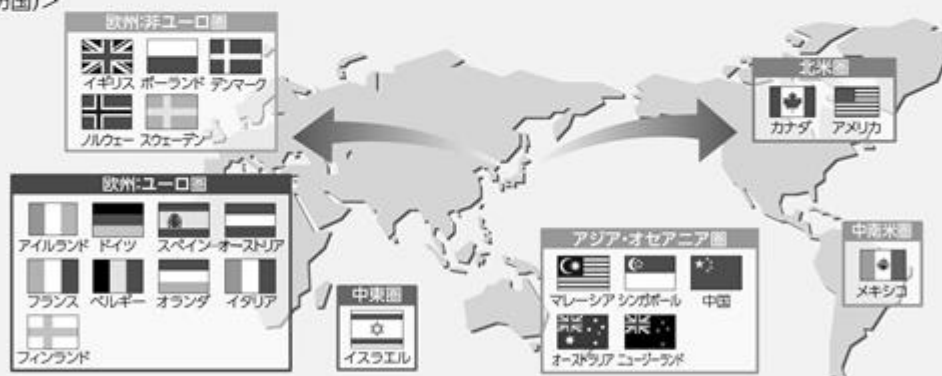 欧州:非ユーロ圏
イギリス ポーランド デンマーク
ノルウェー スウェーデン
北米圏
カナダ アメリカ
欧州:ユーロ圏
アイルランド ドイツ スペイン オーストリア
フランス ベルギー オランダ イタリア
フィンランド
中東圏
イスラエル
アジア・オセアニア圏
マレーシア シンガポール 中国
オーストラリア ニュージーランド
中南米圏
メキシコ